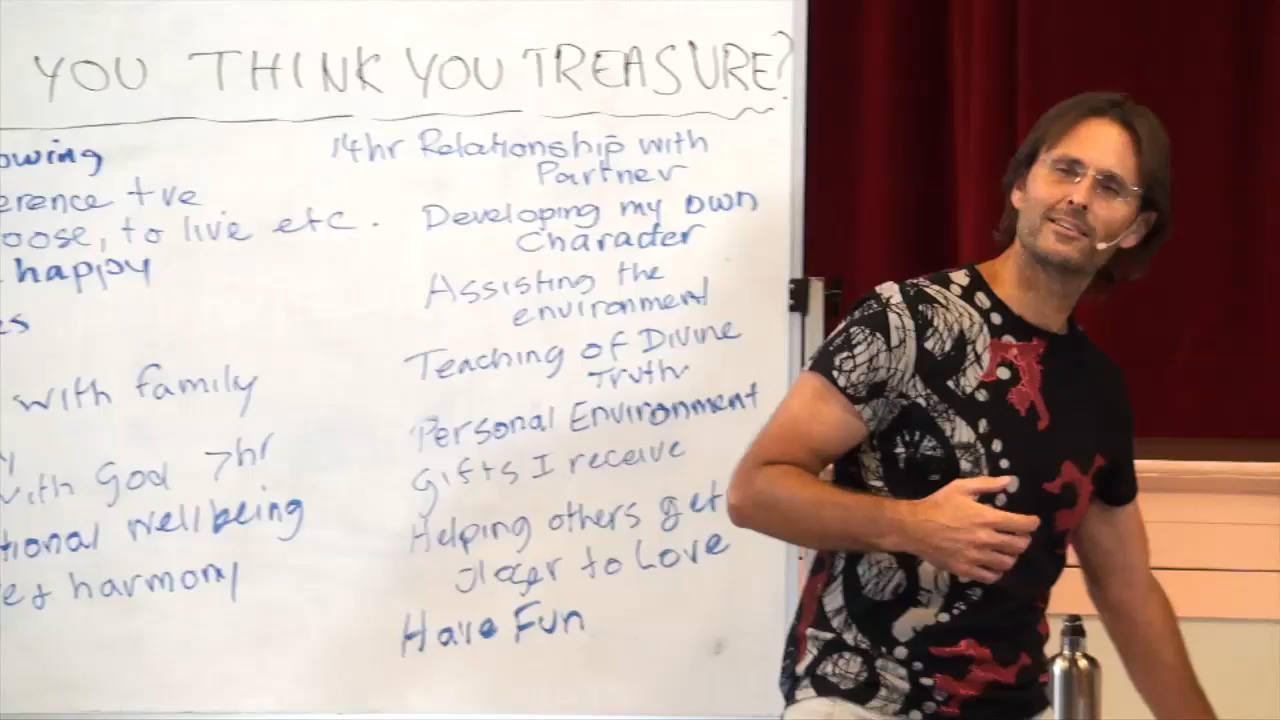 YOU THINK YOU TREASURE?
owing
erence +ve
oose, to live etc.
happy
es
with family
y
with God 7hr
tional wellbeing
e & harmony
14hr Relationship with
Partner
Developing my own
Character
Assisting the
environment
Teaching of Divine
Truth
Personal Environment
Gifts I receive
Helping others get
closer to Love
Have Fun